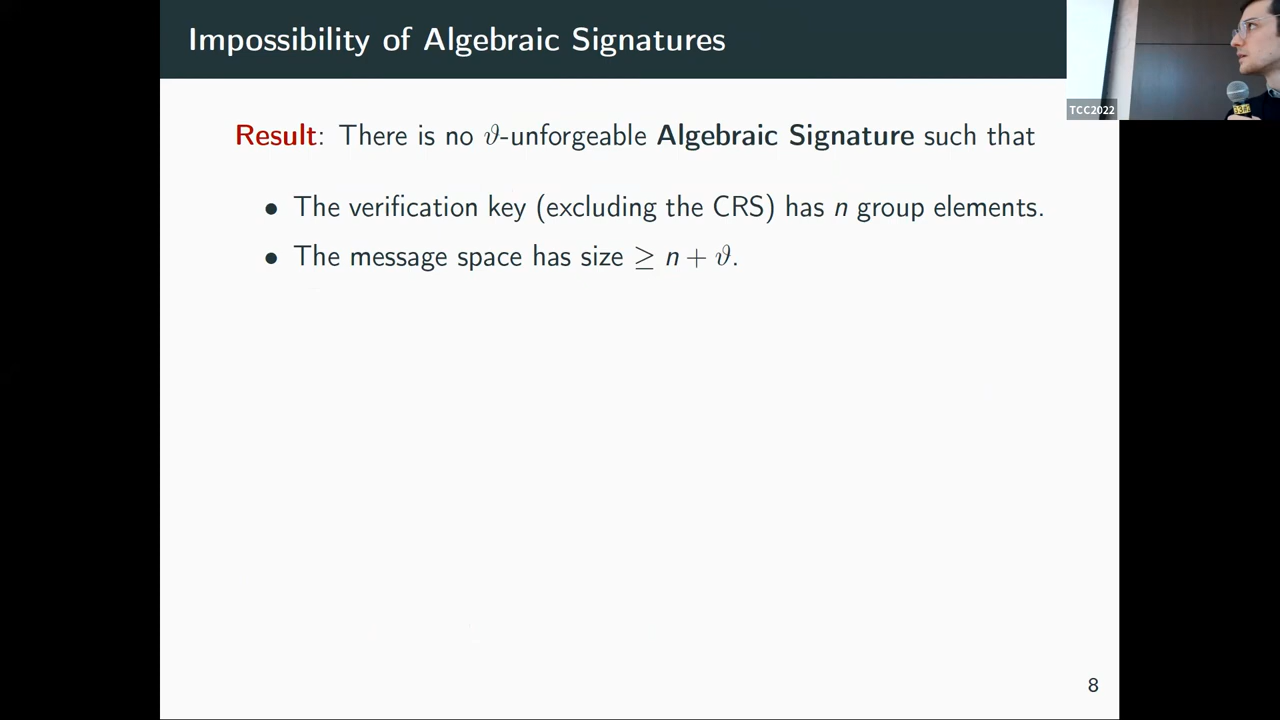 Impossibility of Algebraic Signatures
TCC2022
Result: There is no ϑ-unforgeable Algebraic Signature such that
• The verification key (excluding the CRS) has n group elements.
• The message space has size ≥ n + ϑ.
8